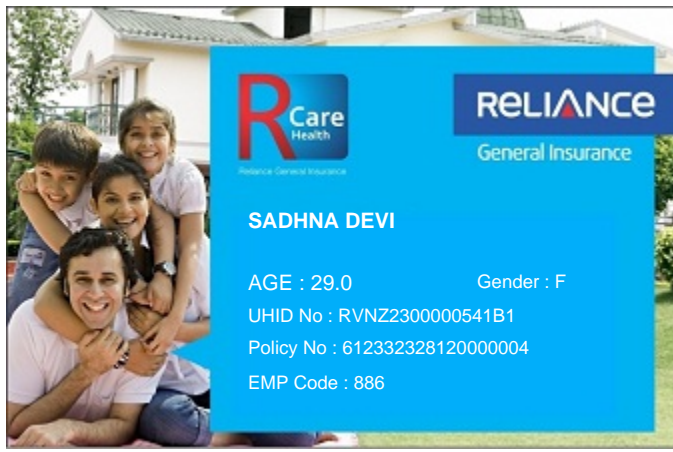 RCare
Health
Reliance General Insurance
RELIANCE
General Insurance
SADHNA DEVI
AGE : 29.0 Gender : F
UHID No : RVNZ2300000541B1
Policy No : 612332328120000004
EMP Code : 886